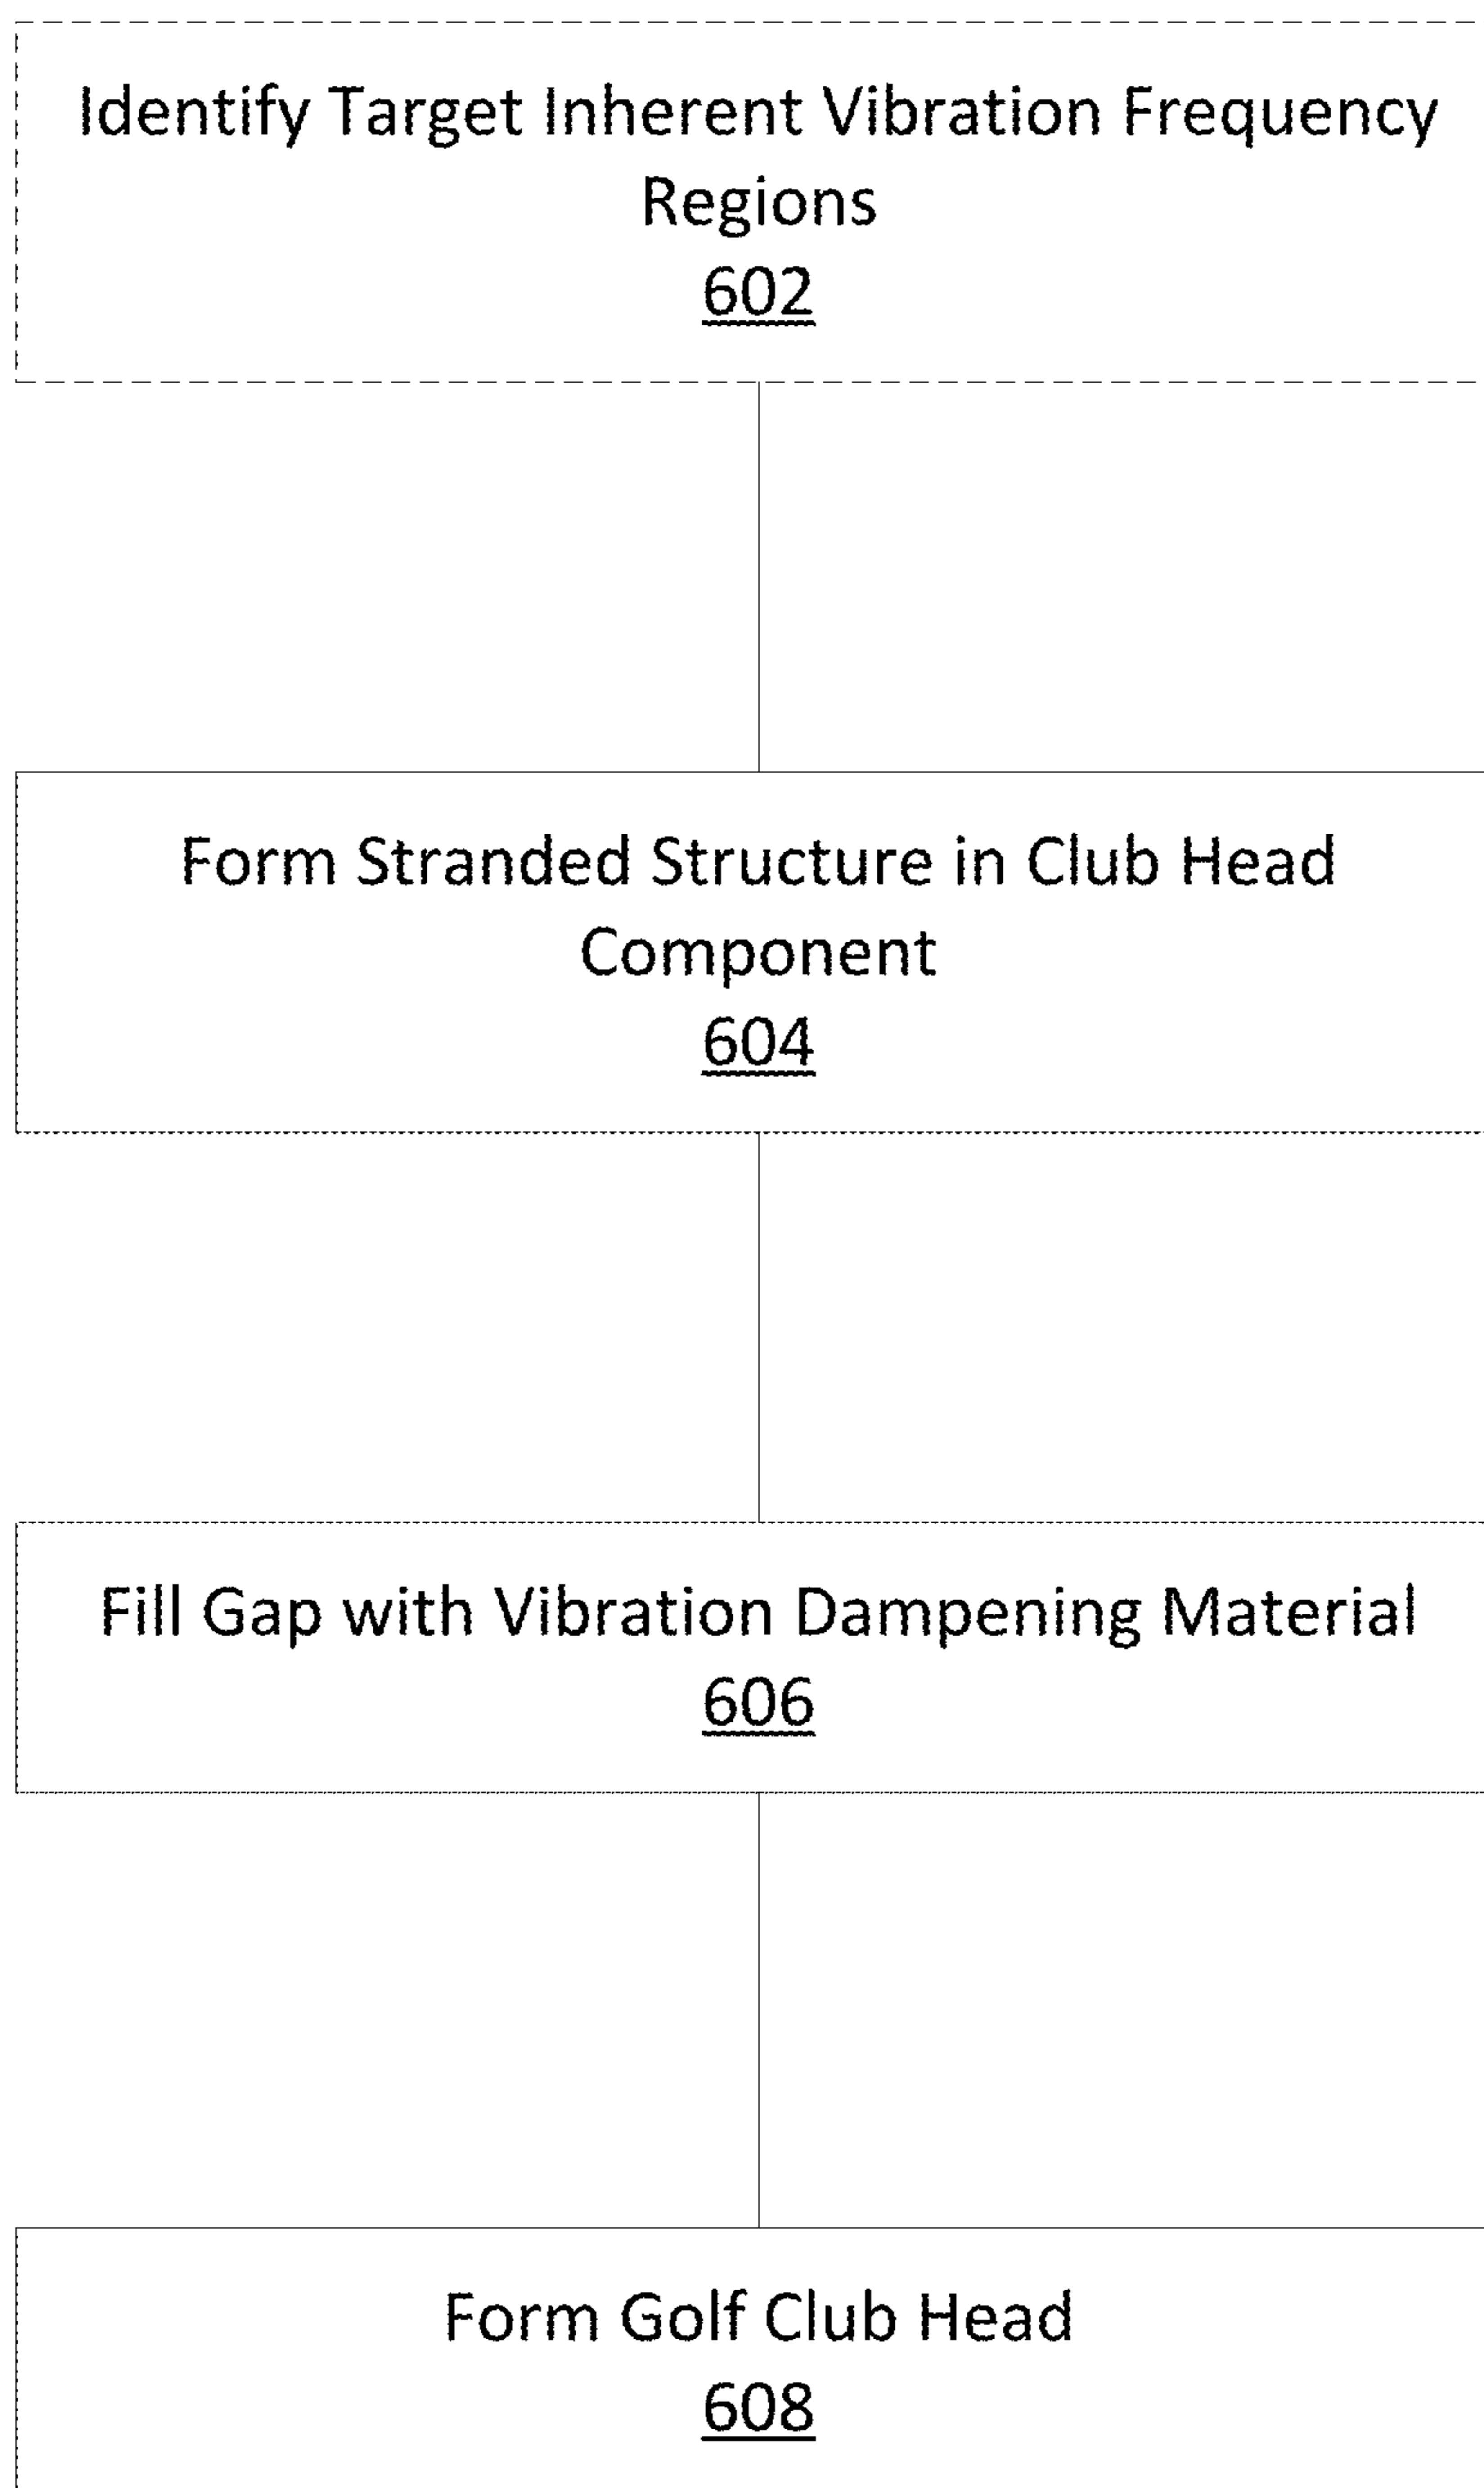 Identify Target Inherent Vibration Frequency
Regions
602
Form Stranded Structure in Club Head
Component
604
Fill Gap with Vibration Dampening Material
606
Form Golf Club Head
608